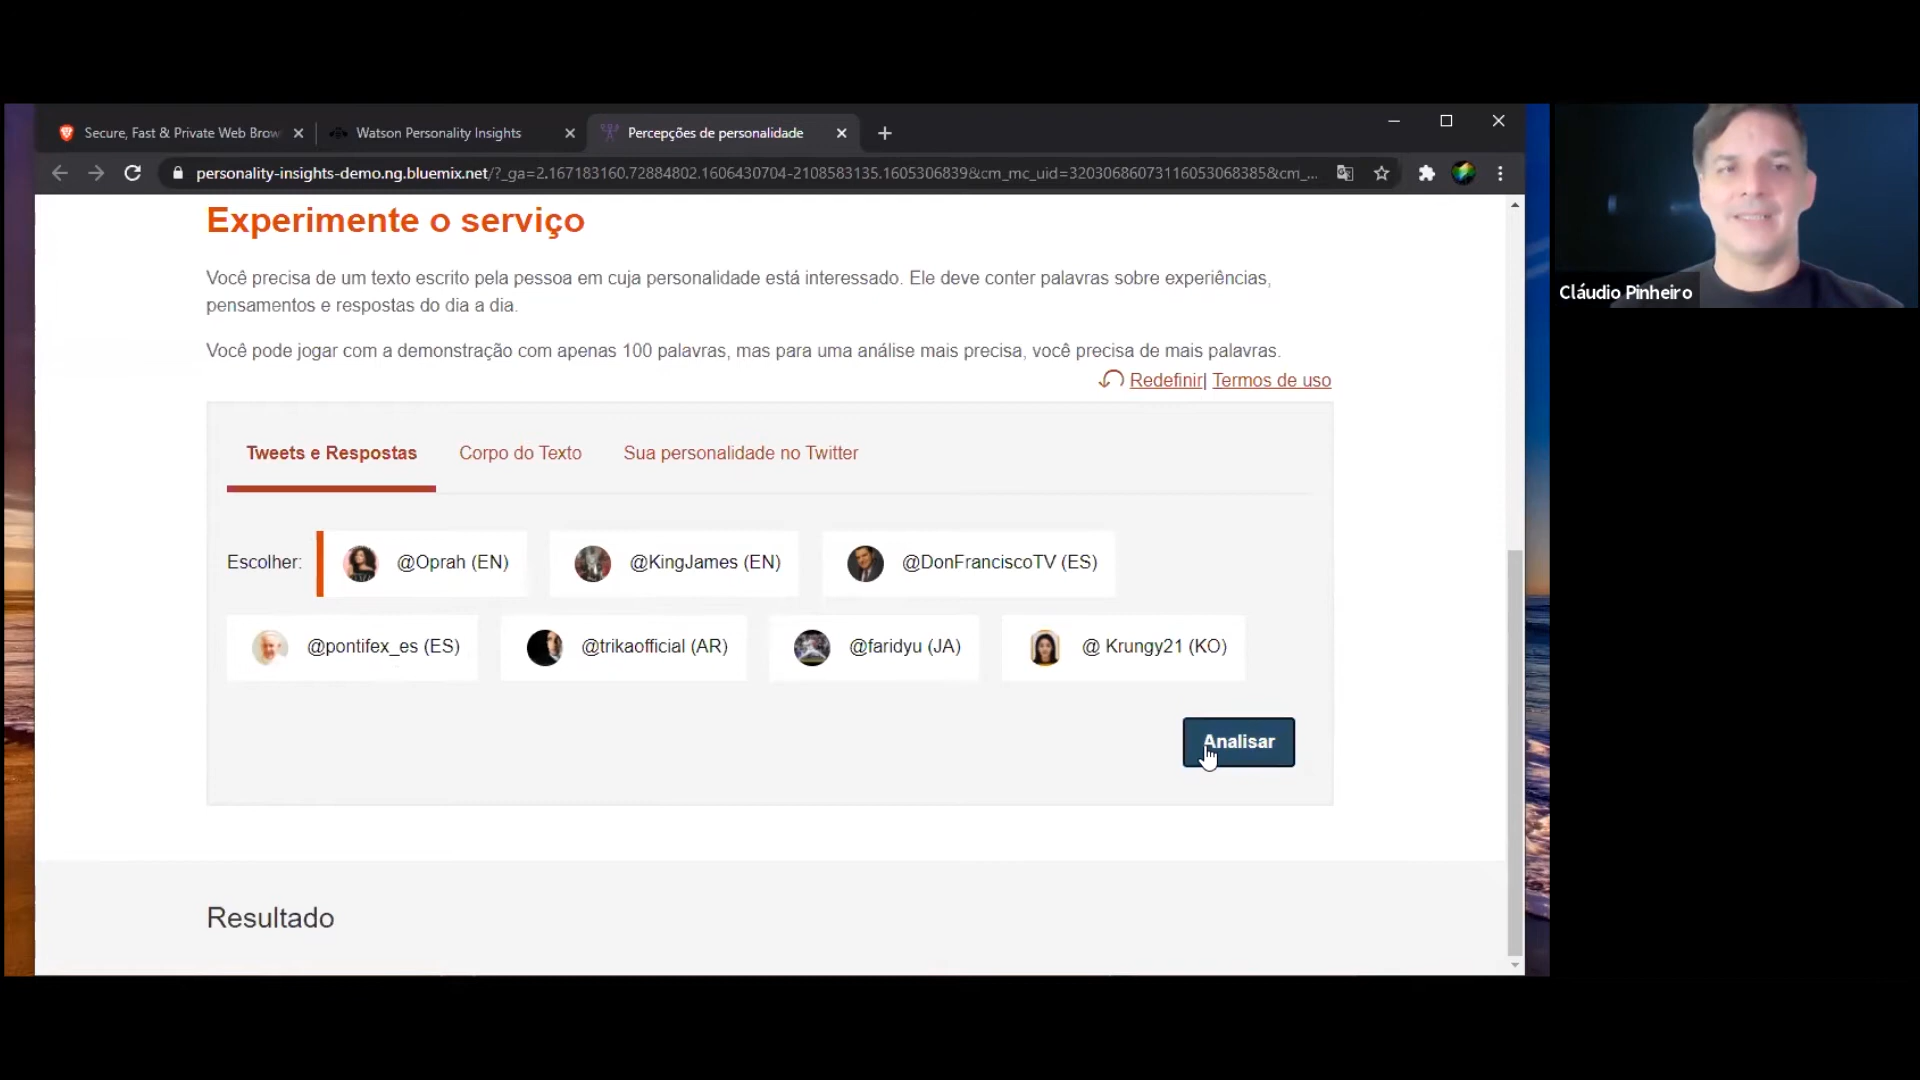 Secure, Fast & Private Web Brow
Watson Personality Insights
Percepções de personalidade
personality-insights-demo.ng.bluemix.net/?_ga=2.167183160.72884802.1606430704-2108583135.1605306839&cm_mc_uid=32030686073116053068385&cm_...
Experimente o serviço
Você precisa de um texto escrito pela pessoa em cuja personalidade está interessado. Ele deve conter palavras sobre experiências,
pensamentos e respostas do dia a dia.
Você pode jogar com a demonstração com apenas 100 palavras, mas para uma análise mais precisa, você precisa de mais palavras.
Redefinir| Termos de uso
Tweets e Respostas
Corpo do Texto
Sua personalidade no Twitter
Escolher:
@Oprah (EN)
@KingJames (EN)
@DonFranciscoTV (ES)
@pontifex_es (ES)
@trikaofficial (AR)
@faridyu (JA)
@ Krungy21 (KO)
Analisar
Resultado
Cláudio Pinheiro